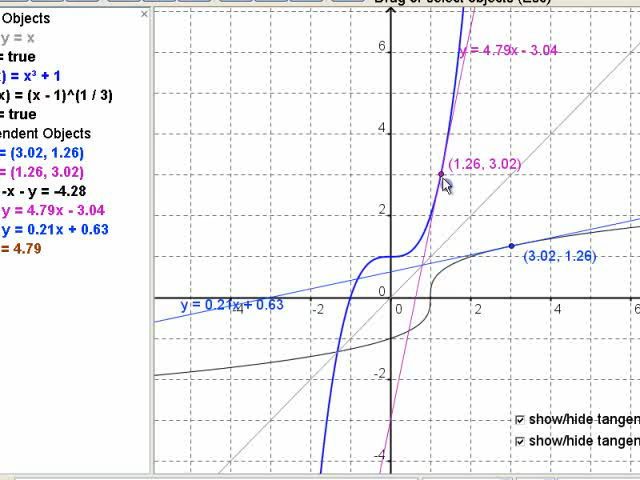 Drag or select objects (Esc)
Objects
y = x
= true
) = x³ + 1
x) = (x - 1)^(1 / 3)
= true
ndent Objects
= (3.02, 1.26)
= (1.26, 3.02)
-x - y = -4.28
y = 4.79x - 3.04
y = 0.21x + 0.63
= 4.79
y = 4.79x - 3.04
(1.26, 3.02)
(3.02, 1.26)
y = 0.21x + 0.63
6
4
2
0
-2
-4
-4
-2
0
2
4
6
show/hide tangen
show/hide tangen